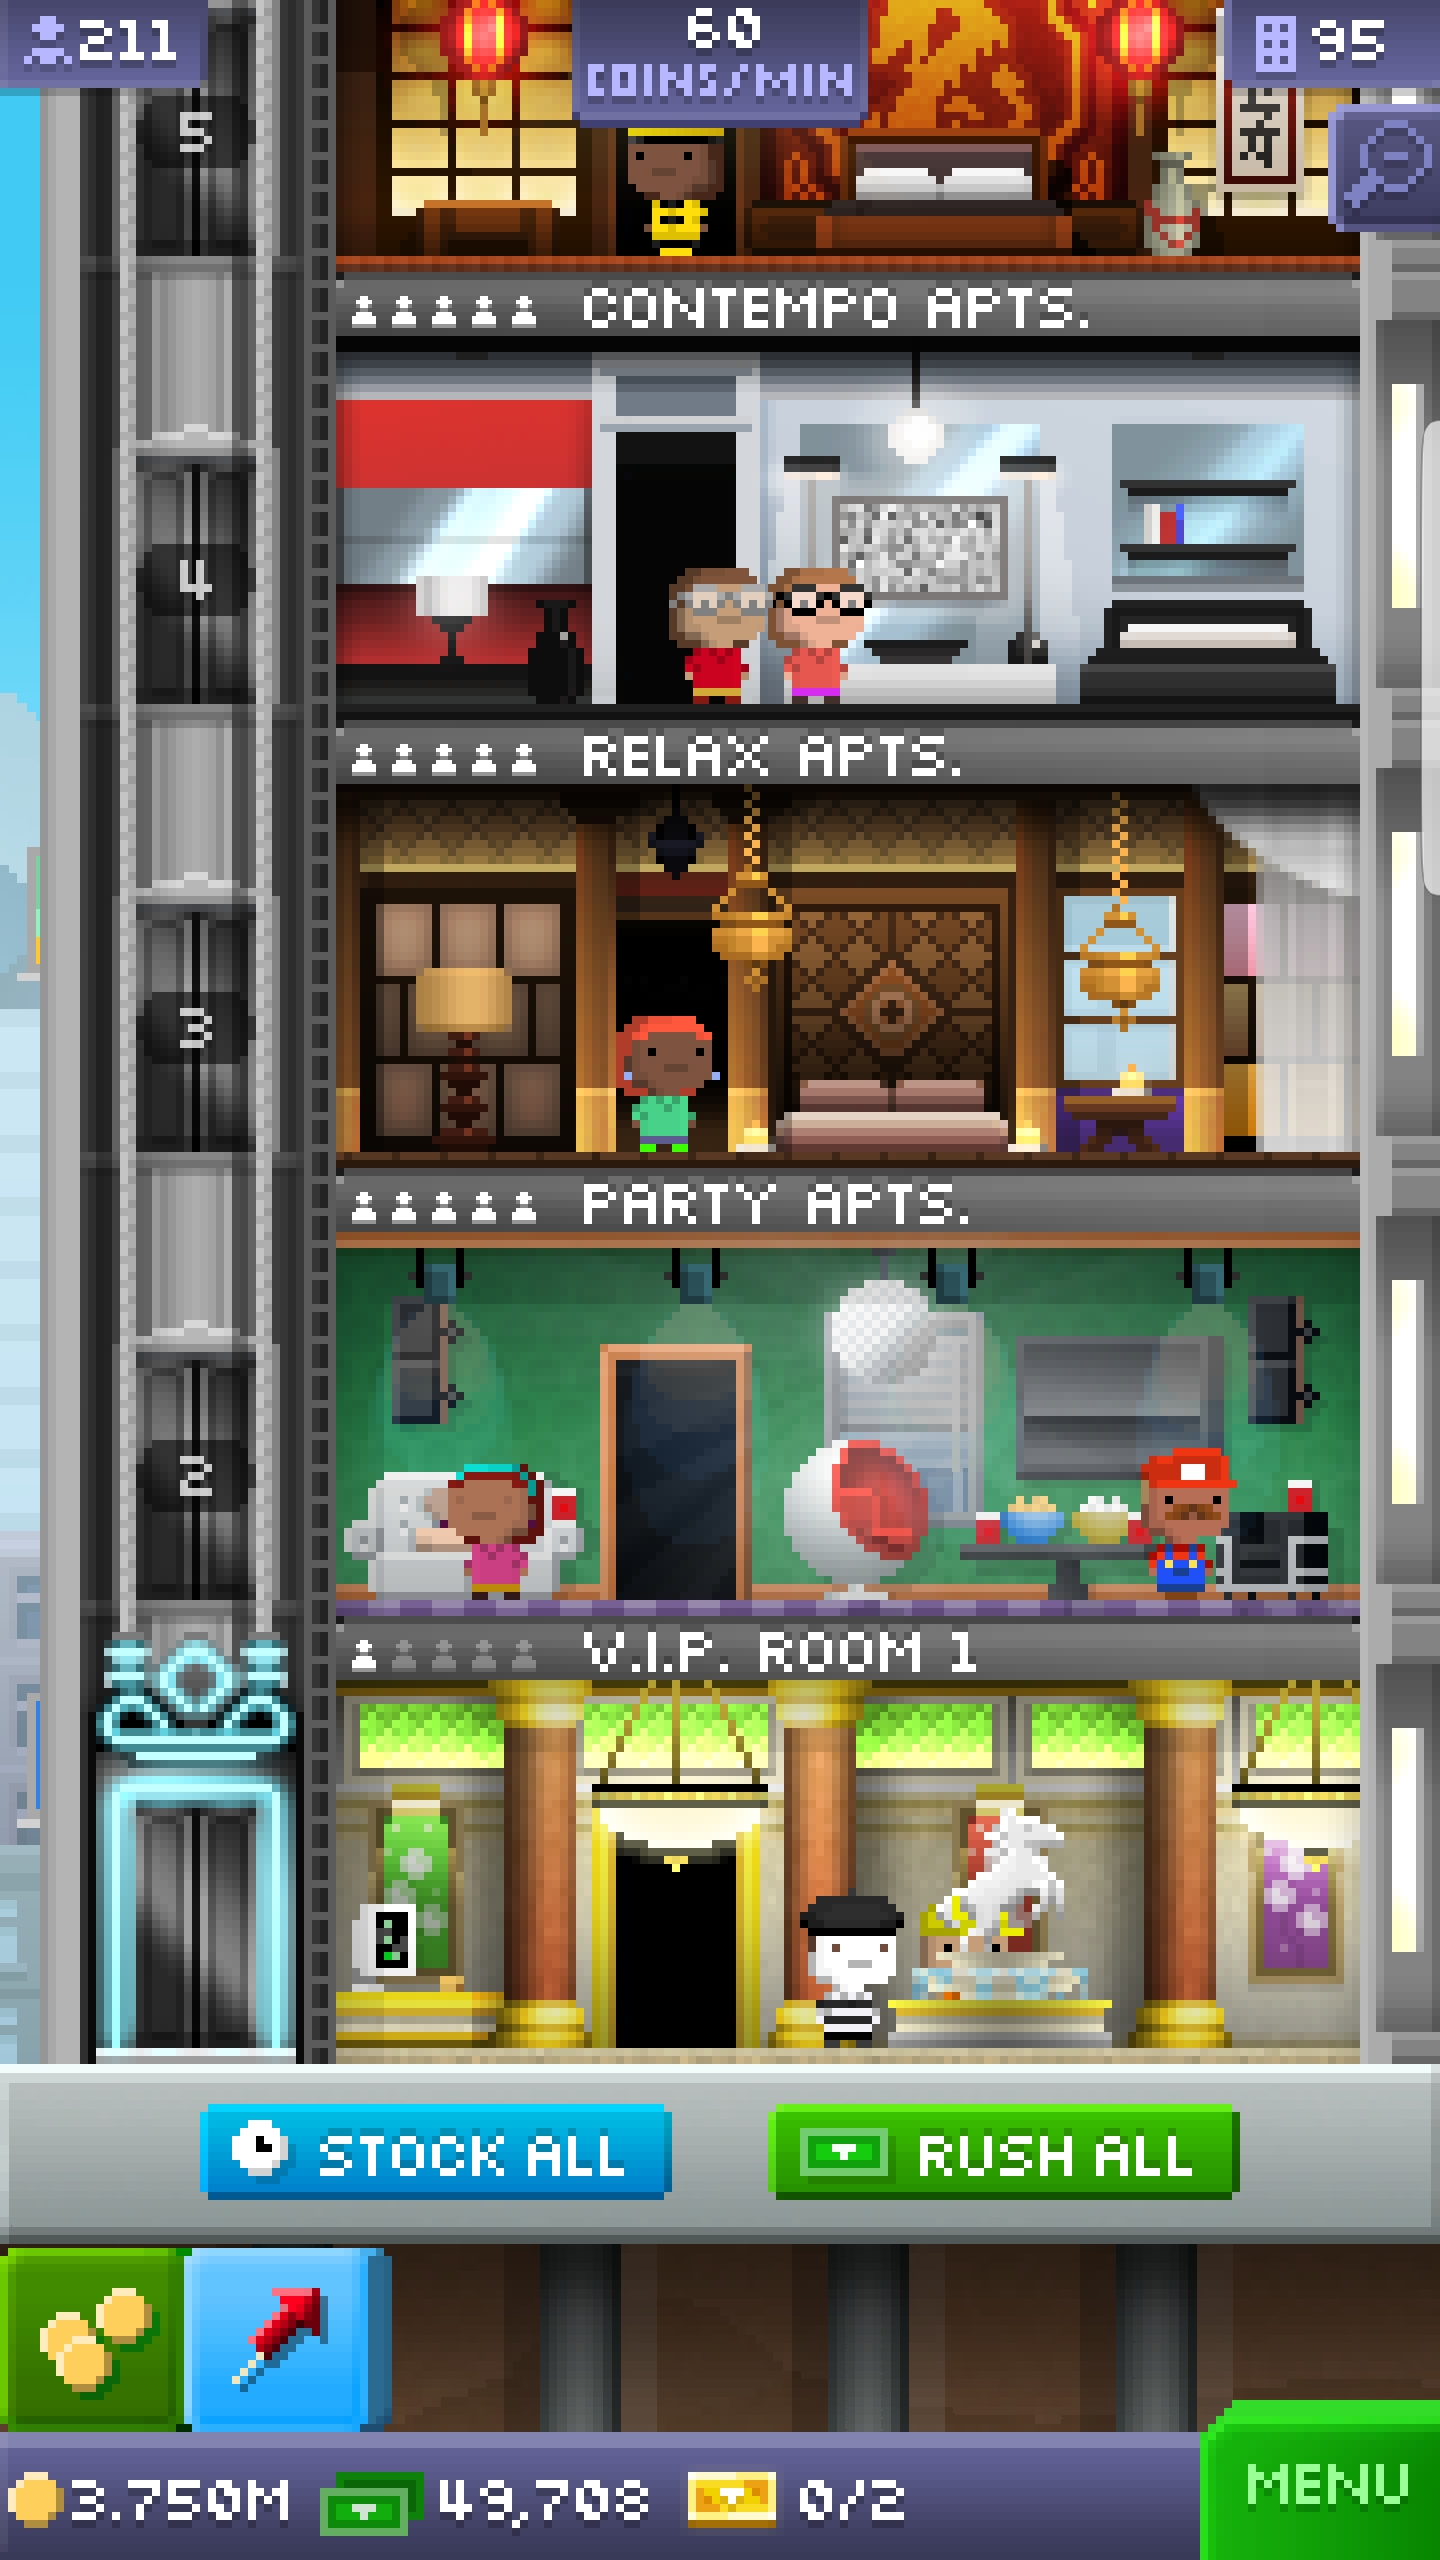 211
60
COINS/MIN
95
5
CONTEMPO APTS.
4
RELAX APTS.
3
PARTY APTS.
2
V.I.P. ROOM 1
STOCK ALL
RUSH ALL
3.750M
49,708
0/2
MENU